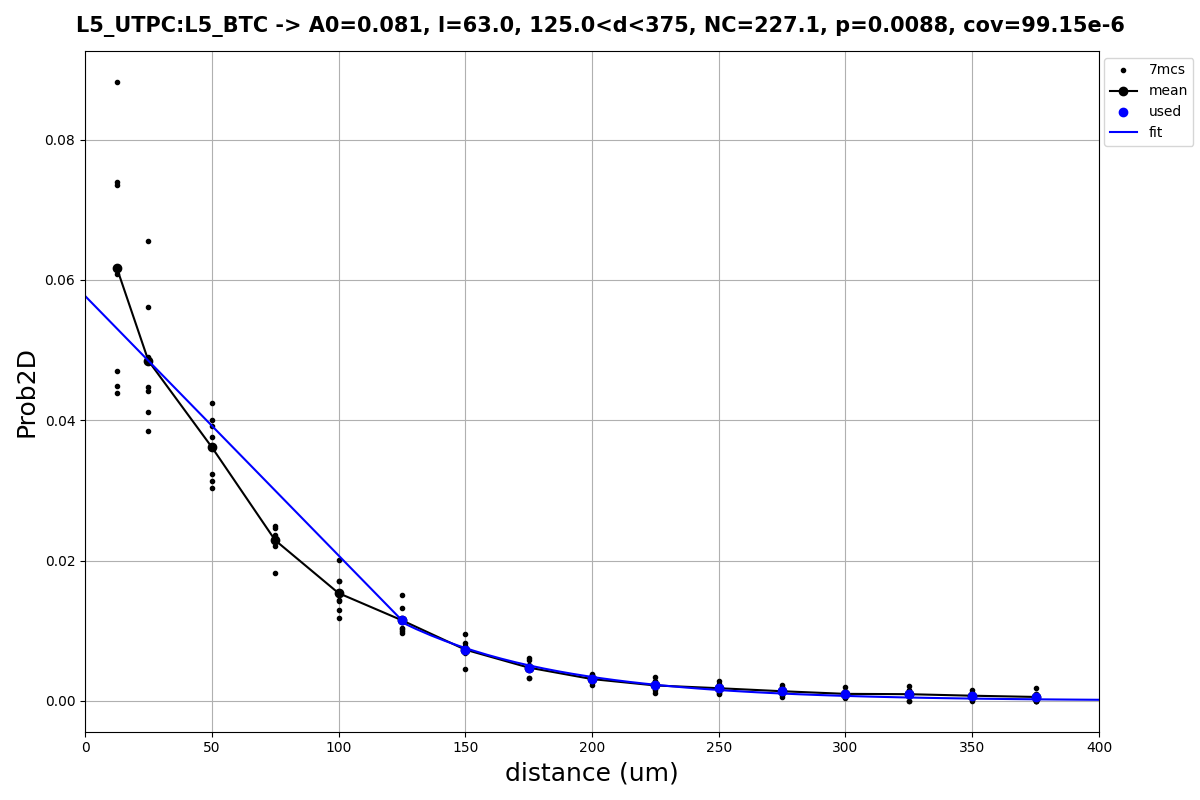 L5_UTPC:L5_BTC -> A0=0.081, l=63.0, 125.0<d<375, NC=227.1, p=0.0088, cov=99.15e-6
7mcs
mean
used
fit
Prob2D
0.08
0.06
0.04
0.02
0.00
0 50 100 150 200 250 300 350 400
distance (um)